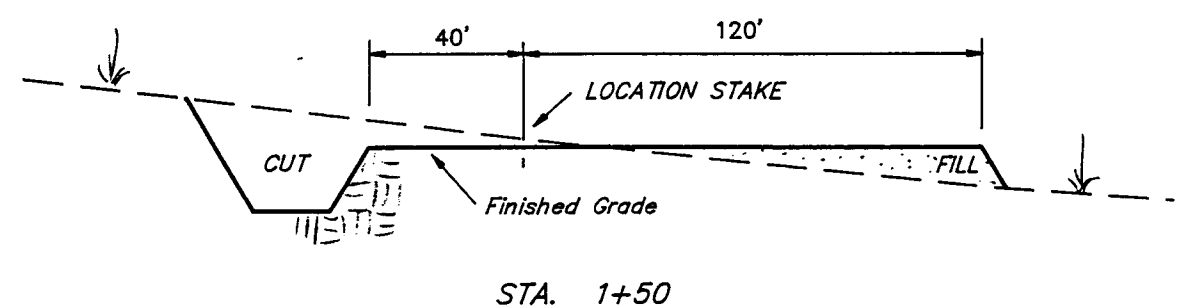 40' 120'
LOCATION STAKE
CUT
FILL
Finished Grade
STA. 1+50